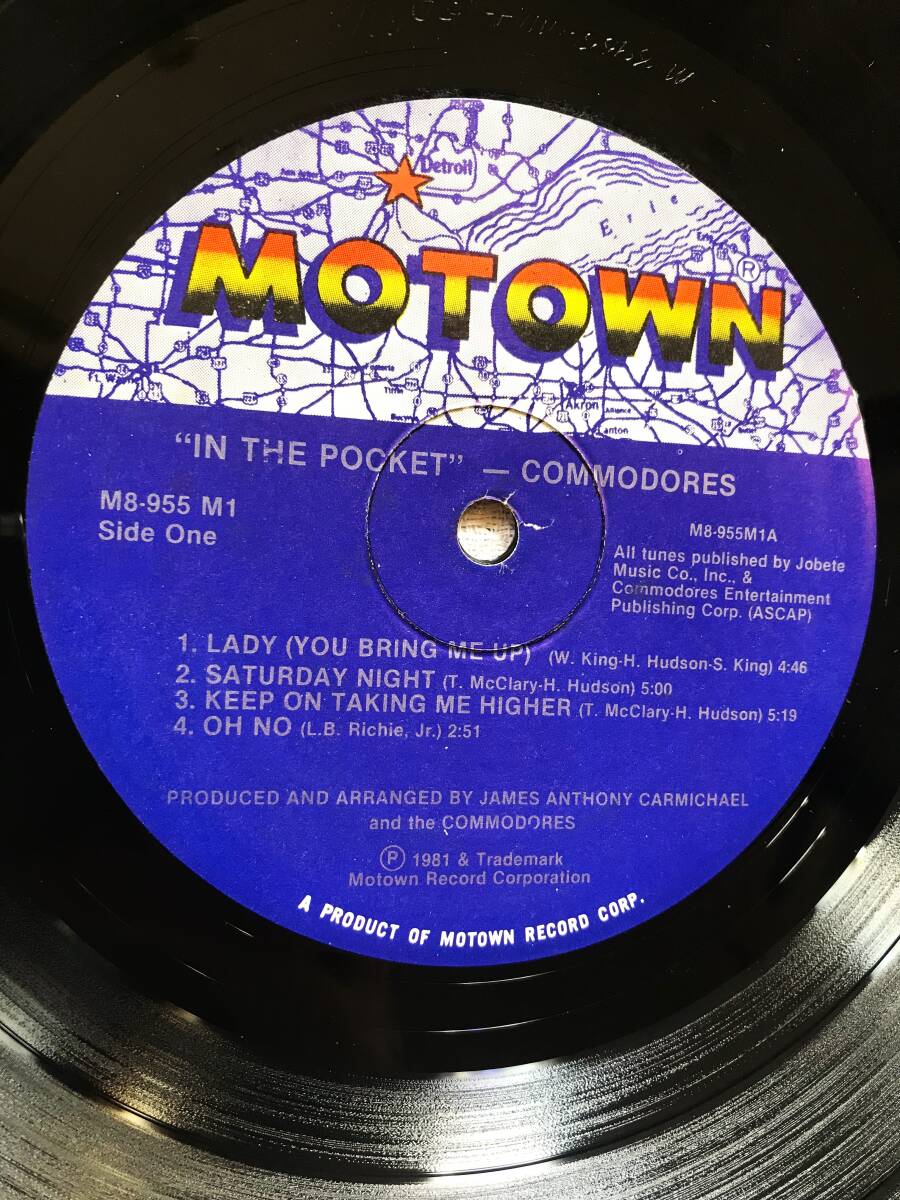 Detroit
Erie
MOTOWN®
Akron
Alliance
"IN THE POCKET" — COMMODORES
M8-955 M1
Side One
M8-955M1A
All tunes published by Jobete
Music Co., Inc., &
Commodores Entertainment
Publishing Corp. (ASCAP)
1. LADY (YOU BRING ME UP) (W. King-H. Hudson-S. King) 4:46
2. SATURDAY NIGHT (T. McClary-H. Hudson) 5:00
3. KEEP ON TAKING ME HIGHER (T. McClary-H. Hudson) 5:19
4. OH NO (L.B. Richie, Jr.) 2:51
PRODUCED AND ARRANGED BY JAMES ANTHONY CARMICHAEL
and the COMMODORES
℗ 1981 & Trademark
Motown Record Corporation
A PRODUCT OF MOTOWN RECORD CORP.